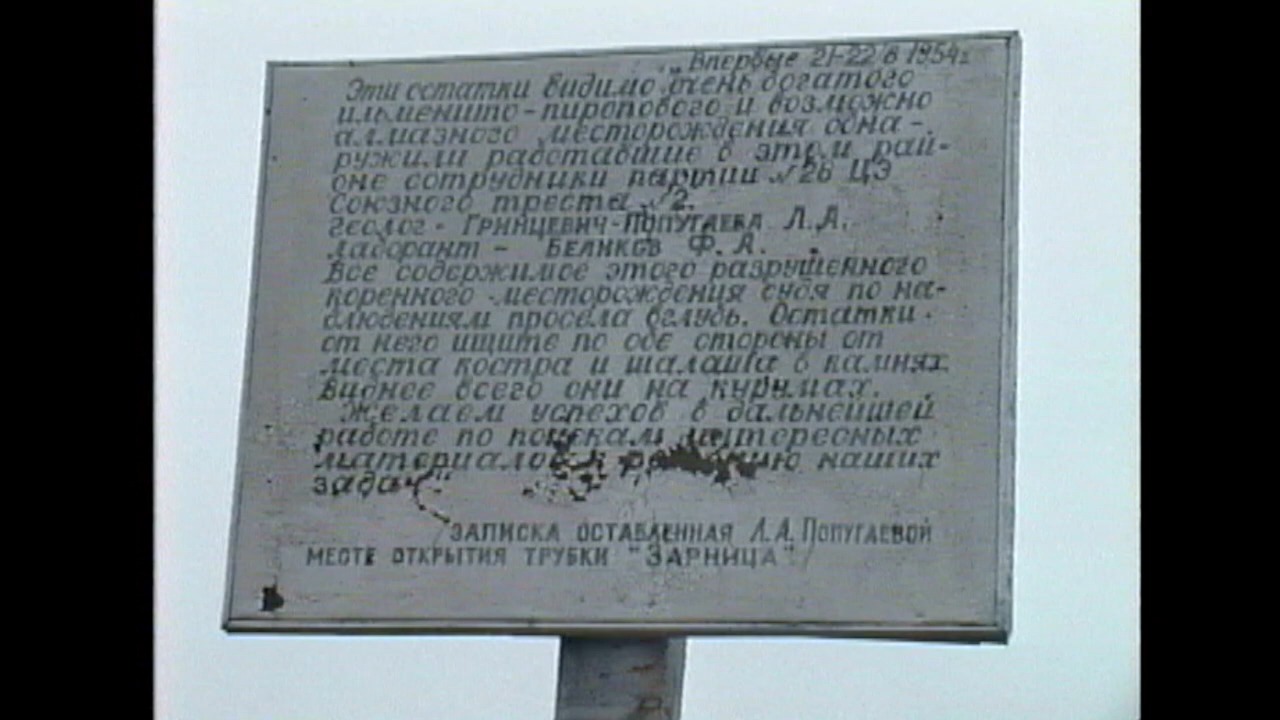 „Впервые 21-22 6 1954г
Эти остатки видимо очень богатого
ильменито-пиропового и возможно
алмазного месторождения обна-
ружили работавшие в этом рай-
оне сотрудники партии №26 ЦЭ
Союзного треста №2.
Геолог - Гринцевич-Попугаева Л.А.
лаборант - Беликов Ф.А.
Все содержимое этого разрушенного
коренного месторождения судя по на-
блюдениям просела вглубь. Остатки
от него ищите по обе стороны от
места костра и шалаша в камнях
Виднее всего они на курумах.
Желаем успехов в дальнейшей
работе по поискам интересных
материалов наших
задач"
ЗАПИСКА ОСТАВЛЕННАЯ Л.А. ПОПУГАЕВОЙ
МЕСТЕ ОТКРЫТИЯ ТРУБКИ "ЗАРНИЦА"